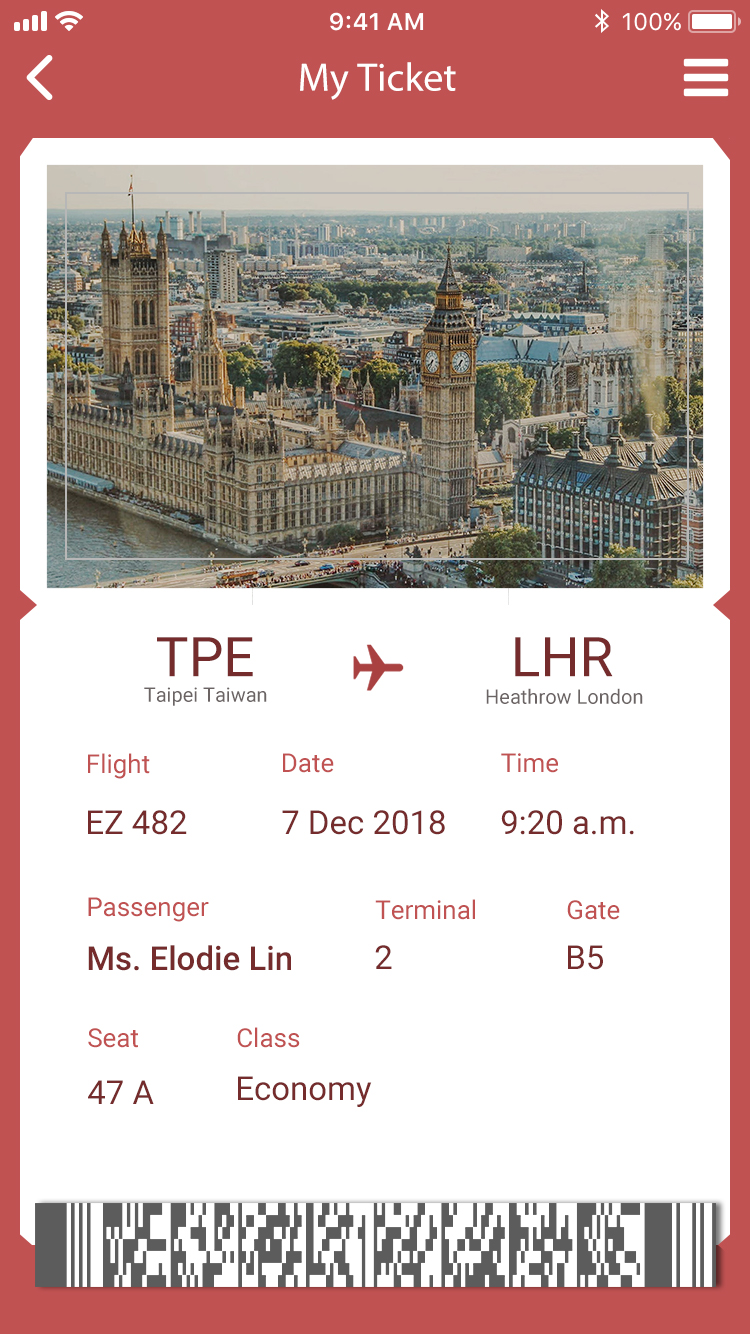 9:41 AM
100%
My Ticket
TPE
LHR
Taipei Taiwan
Heathrow London
Flight
Date
Time
EZ 482
7 Dec 2018
9:20 a.m.
Passenger
Terminal
Gate
Ms. Elodie Lin
2
B5
Seat
Class
47 A
Economy